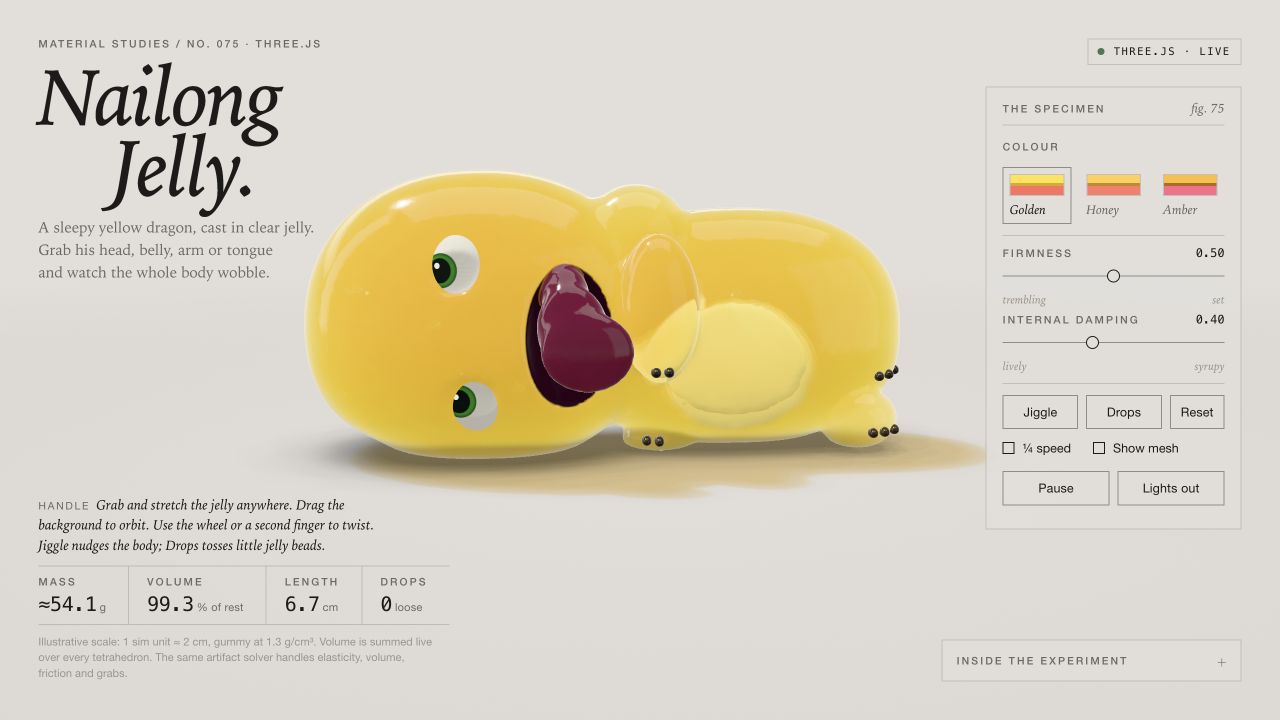 MATERIAL STUDIES / NO. 075 · THREE.JS
Nailong
Jelly.
A sleepy yellow dragon, cast in clear jelly.
Grab his head, belly, arm or tongue
and watch the whole body wobble.
THREE.JS · LIVE
THE SPECIMEN fig. 75
COLOUR
Golden Honey Amber
FIRMNESS 0.50
trembling set
INTERNAL DAMPING 0.40
lively syrupy
Jiggle Drops Reset
¼ speed Show mesh
Pause Lights out
HANDLE Grab and stretch the jelly anywhere. Drag the
background to orbit. Use the wheel or a second finger to twist.
Jiggle nudges the body; Drops tosses little jelly beads.
MASS VOLUME LENGTH DROPS
≈54.1 g 99.3 % of rest 6.7 cm 0 loose
Illustrative scale: 1 sim unit ≈ 2 cm, gummy at 1.3 g/cm³. Volume is summed live
over every tetrahedron. The same artifact solver handles elasticity, volume,
friction and grabs.
INSIDE THE EXPERIMENT +